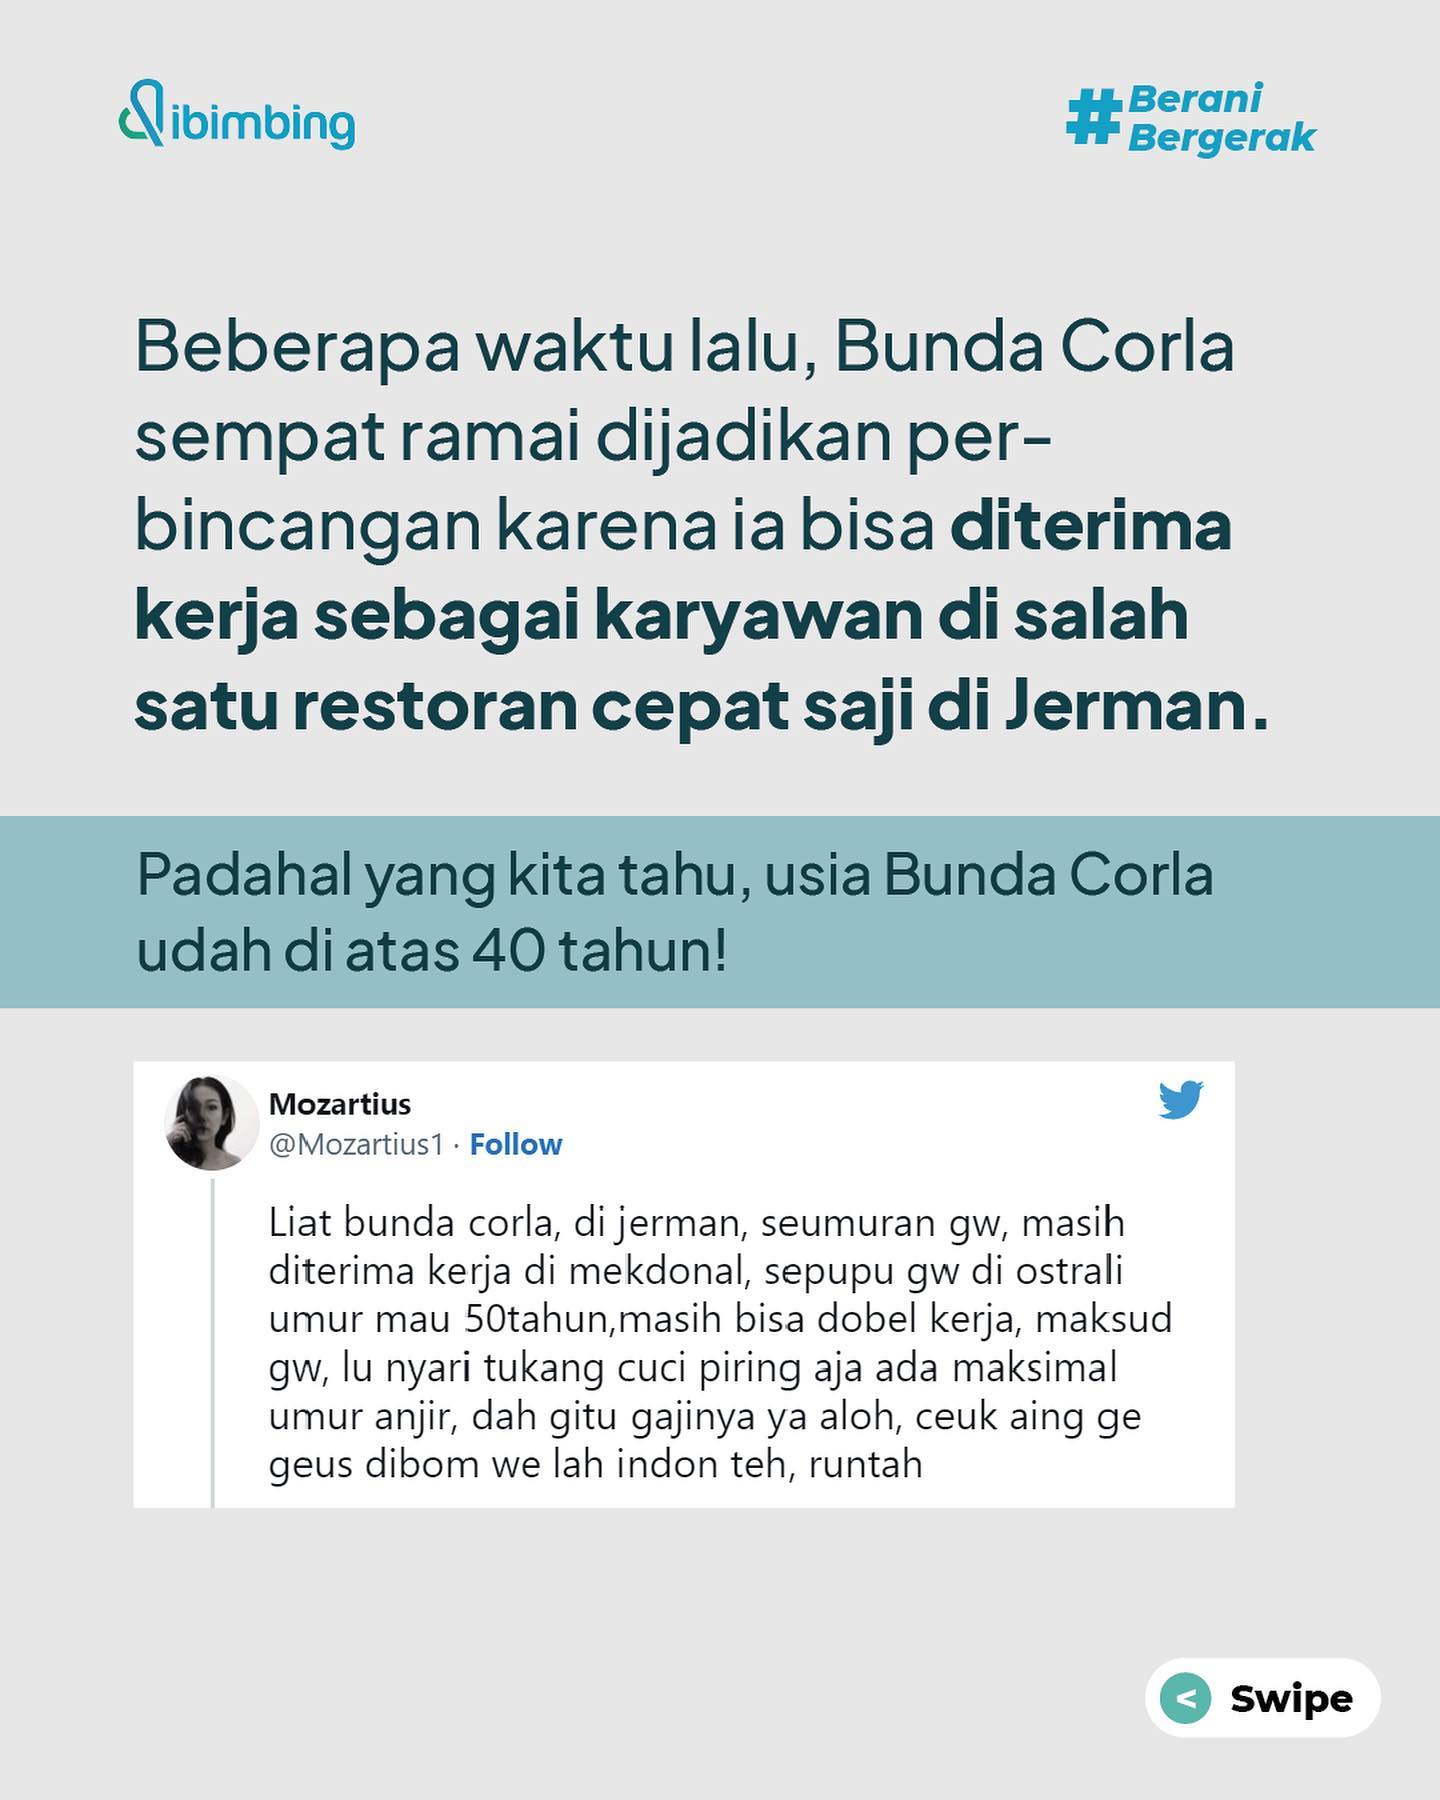 dibimbing
#Berani
Bergerak
Beberapa waktu lalu, Bunda Corla
sempat ramai dijadikan per-
bincangan karena ia bisa diterima
kerja sebagai karyawan di salah
satu restoran cepat saji di Jerman.
Padahal yang kita tahu, usia Bunda Corla
udah di atas 40 tahun!
Mozartius
@Mozartius1 · Follow
Liat bunda corla, di jerman, seumuran gw, masih
diterima kerja di mekdonal, sepupu gw di ostrali
umur mau 50tahun,masih bisa dobel kerja, maksud
gw, lu nyari tukang cuci piring aja ada maksimal
umur anjir, dah gitu gajinya ya aloh, ceuk aing ge
geus dibom we lah indon teh, runtah
< Swipe